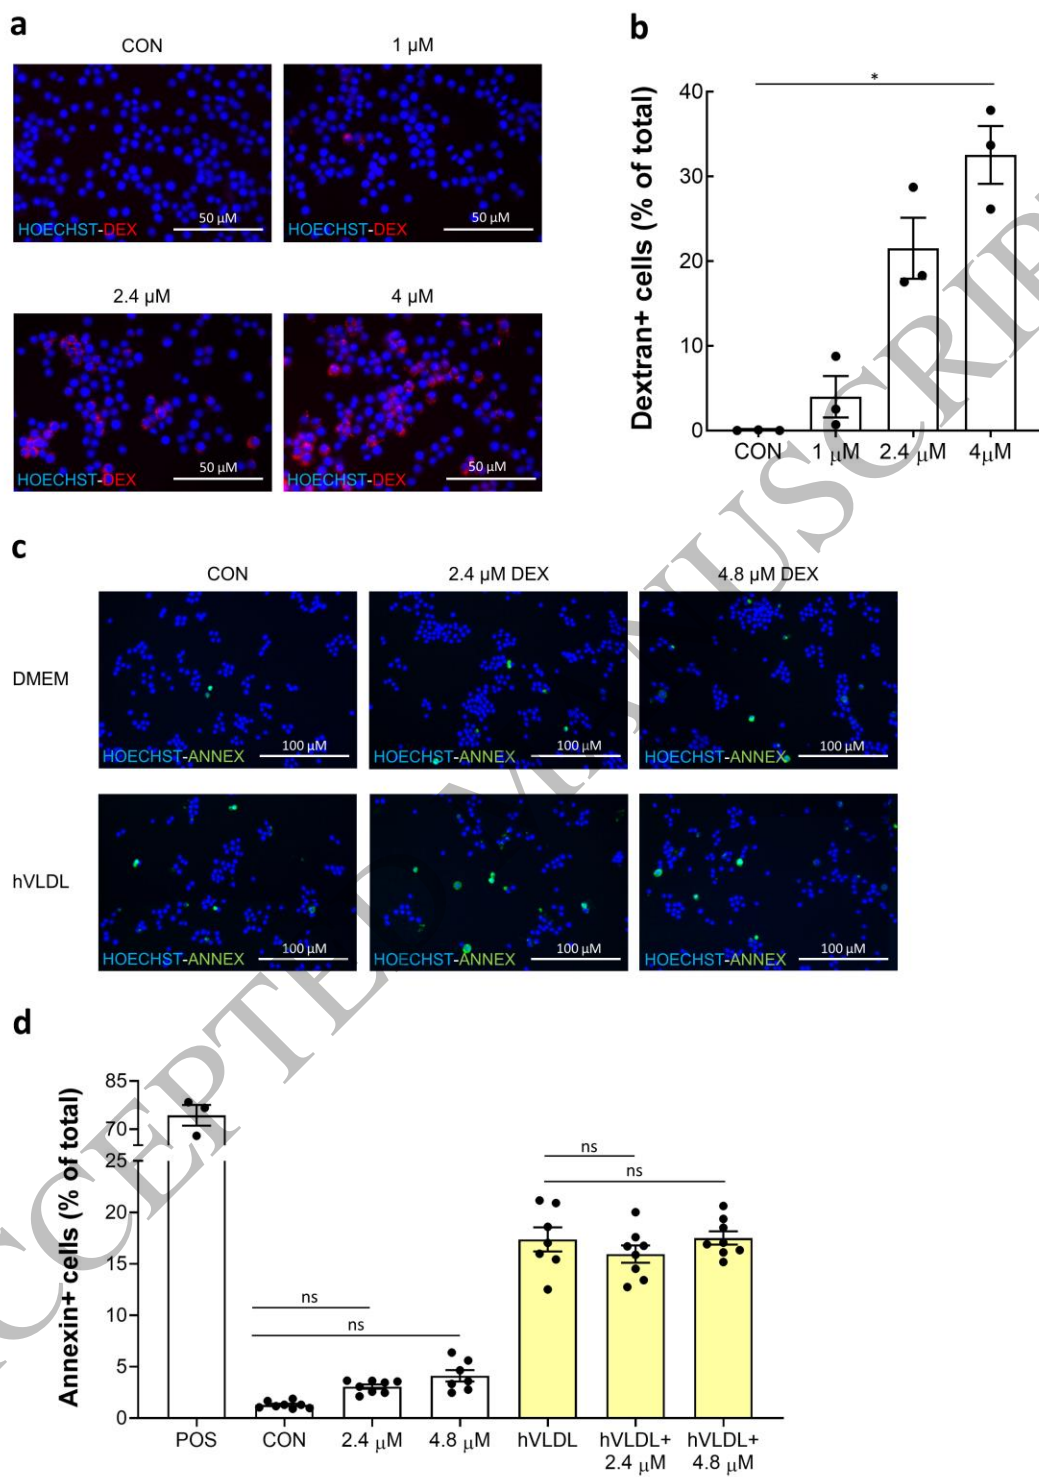 a
CON
1 µM
HOECHST-DEX
50 µM
HOECHST-DEX
50 µM
2.4 µM
4 µM
HOECHST-DEX
50 µM
HOECHST-DEX
50 µM
b
Dextran+ cells (% of total)
*
40
30
20
10
0
CON
1 µM
2.4 µM
4µM
c
CON
2.4 µM DEX
4.8 µM DEX
DMEM
HOECHST-ANNEX
100 µM
HOECHST-ANNEX
100 µM
HOECHST-ANNEX
100 µM
hVLDL
HOECHST-ANNEX
100 µM
HOECHST-ANNEX
100 µM
HOECHST-ANNEX
100 µM
d
Annexin+ cells (% of total)
85
70
25
20
15
10
5
0
ns
ns
ns
ns
POS
CON
2.4 µM
4.8 µM
hVLDL
hVLDL+
2.4 µM
hVLDL+
4.8 µM
CCEPTED MANUSCRIPT